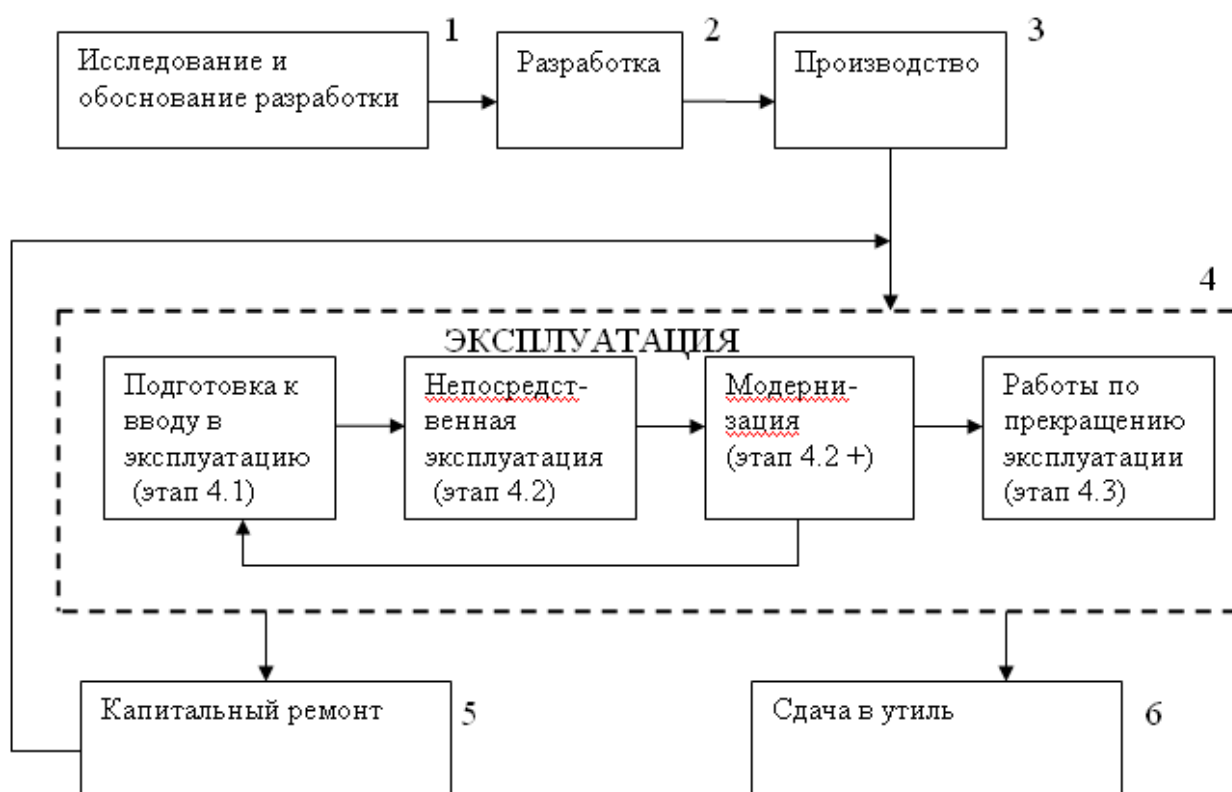 1
Исследование и
обоснование разработки
2
Разработка
3
Производство
4
ЭКСПЛУАТАЦИЯ
Подготовка к
вводу в
эксплуатацию
(этап 4.1)
Непосредст-
венная
эксплуатация
(этап 4.2)
Модерни-
зация
(этап 4.2 +)
Работы по
прекращению
эксплуатации
(этап 4.3)
Капитальный ремонт
5
Сдача в утиль
6